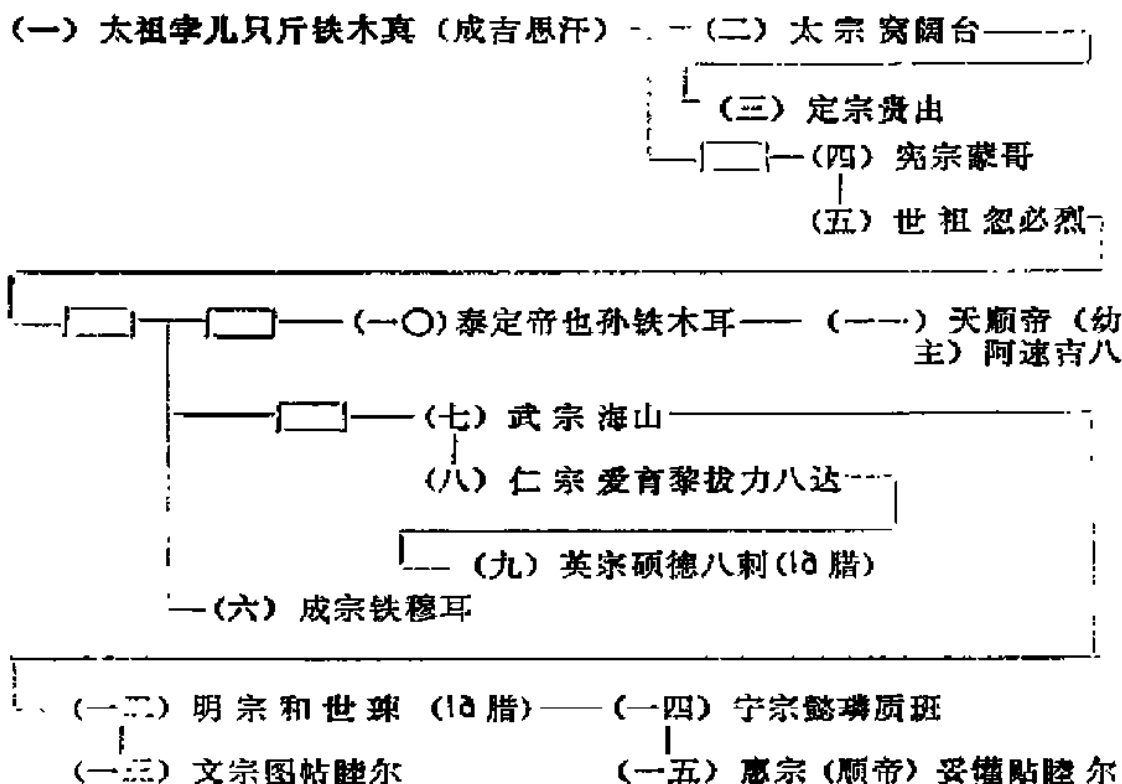 （一）太祖孛儿只斤铁木真（成吉思汗） （二）太宗窝阔台
（三）定宗贵由
（四）宪宗蒙哥
（五）世祖忽必烈
（一〇）泰定帝也孙铁木耳 （一一）天顺帝（幼
主）阿速吉八
（七）武宗海山
（八）仁宗爱育黎拔力八达
（九）英宗硕德八剌(là 腊）
（六）成宗铁穆耳
（一二）明宗和世㻋（là 腊） （一四）宁宗懿璘质班
（一三）文宗图帖睦尔 （一五）惠宗（顺帝）妥懽贴睦尔